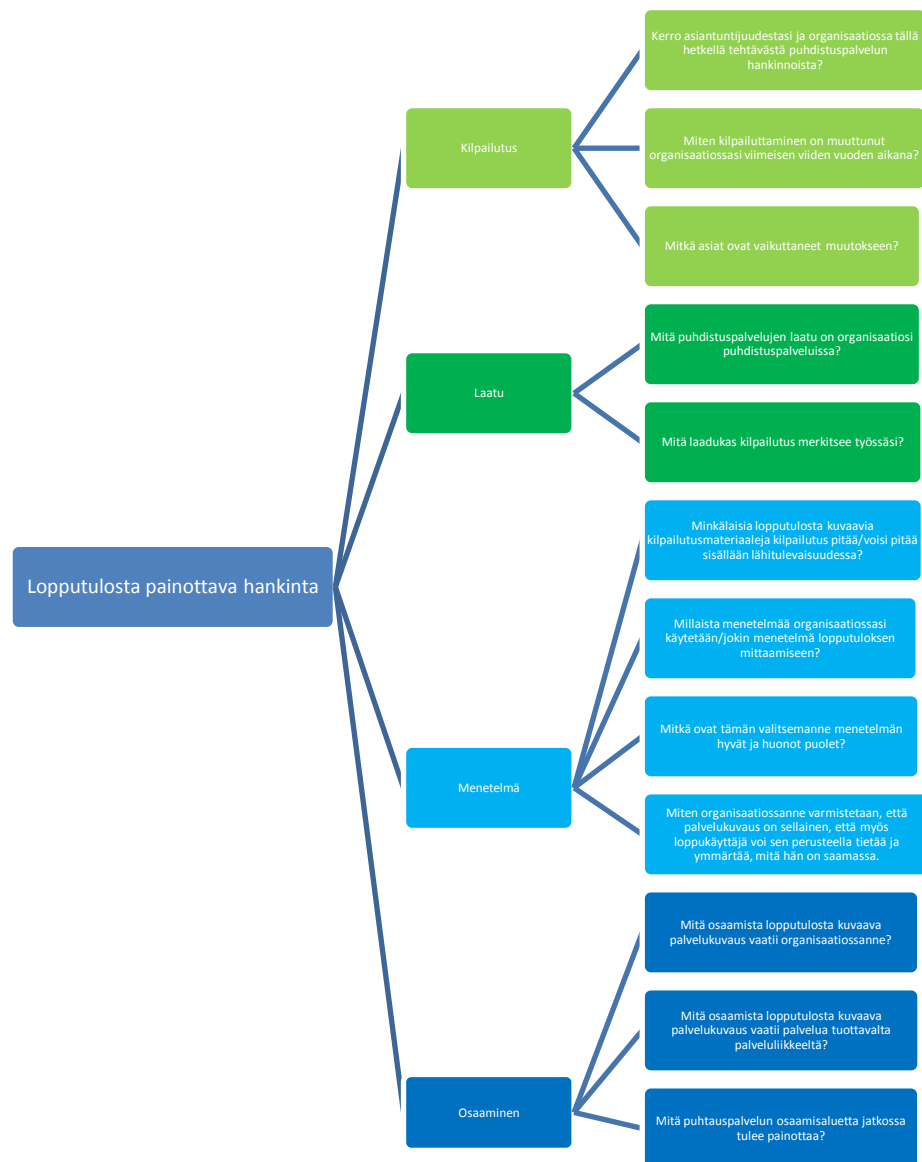 Kerro asiantuntijuudestasi ja organisaatiossa tällä
hetkellä tehtävästä puhdistuspalvelun
hankinnoista?
Kilpailutus
Miten kilpailuttaminen on muuttunut
organisaatiossasi viimeisen viiden vuoden aikana?
Mitkä asiat ovat vaikuttaneet muutokseen?
Mitä puhdistuspalvelujen laatu on organisaatiosi
puhdistuspalveluissa?
Laatu
Mitä laadukas kilpailutus merkitsee työssäsi?
Lopputulosta painottava hankinta
Minkälaisia lopputulosta kuvaavia
kilpailutusmateriaaleja kilpailutus pitää/voisi pitää
sisällään lähitulevaisuudessa?
Millaista menetelmää organisaatiossasi
käytetään/jokin menetelmä lopputuloksen
mittaamiseen?
Mitkä ovat tämän valitsemanne menetelmän
hyvät ja huonot puolet?
Menetelmä
Miten organisaatiossanne varmistetaan, että
palvelukuvaus on sellainen, että myös
loppukäyttäjä voi sen perusteella tietää ja
ymmärtää, mitä hän on saamassa.
Mitä osaamista lopputulosta kuvaava
palvelukuvaus vaatii organisaatiossanne?
Mitä osaamista lopputulosta kuvaava
palvelukuvaus vaatii palvelua tuottavalta
palveluliikkeeltä?
Osaaminen
Mitä puhtauspalvelun osaamisaluetta jatkossa
tulee painottaa?